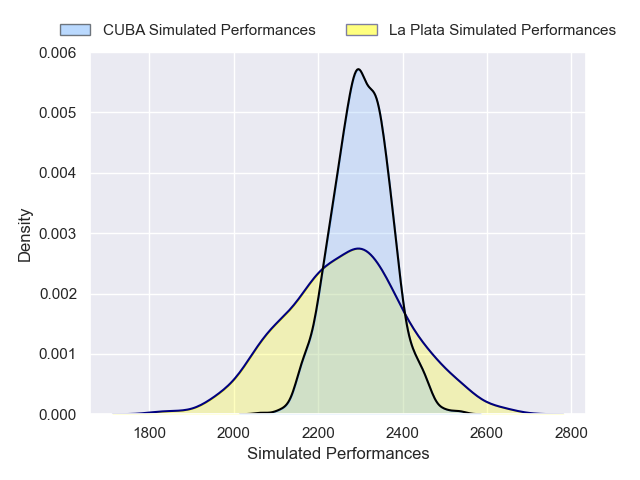 CUBA Simulated Performances
La Plata Simulated Performances
0.006
0.005
0.004
0.003
0.002
0.001
0.000
Density
1800 2000 2200 2400 2600 2800
Simulated Performances